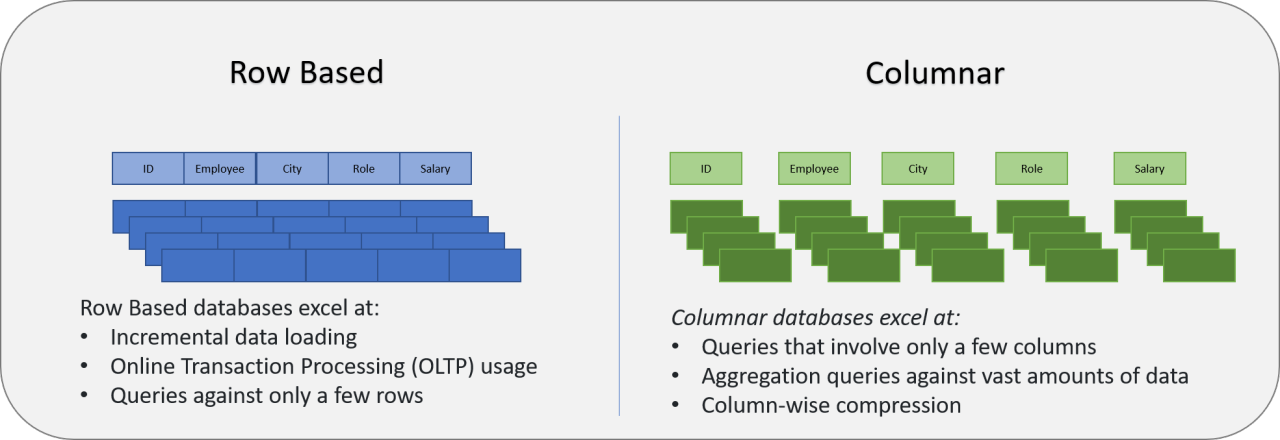 Row Based
ID Employee City Role Salary
Row Based databases excel at:
• Incremental data loading
• Online Transaction Processing (OLTP) usage
• Queries against only a few rows
Columnar
ID Employee City Role Salary
Columnar databases excel at:
• Queries that involve only a few columns
• Aggregation queries against vast amounts of data
• Column-wise compression